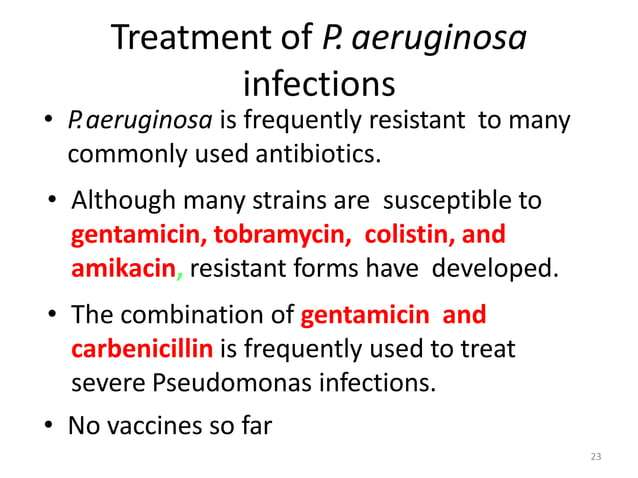 Treatment of P. aeruginosa
infections
• P.aeruginosa is frequently resistant to many
commonly used antibiotics.
• Although many strains are susceptible to
gentamicin, tobramycin, colistin, and
amikacin, resistant forms have developed.
• The combination of gentamicin and
carbenicillin is frequently used to treat
severe Pseudomonas infections.
• No vaccines so far
23